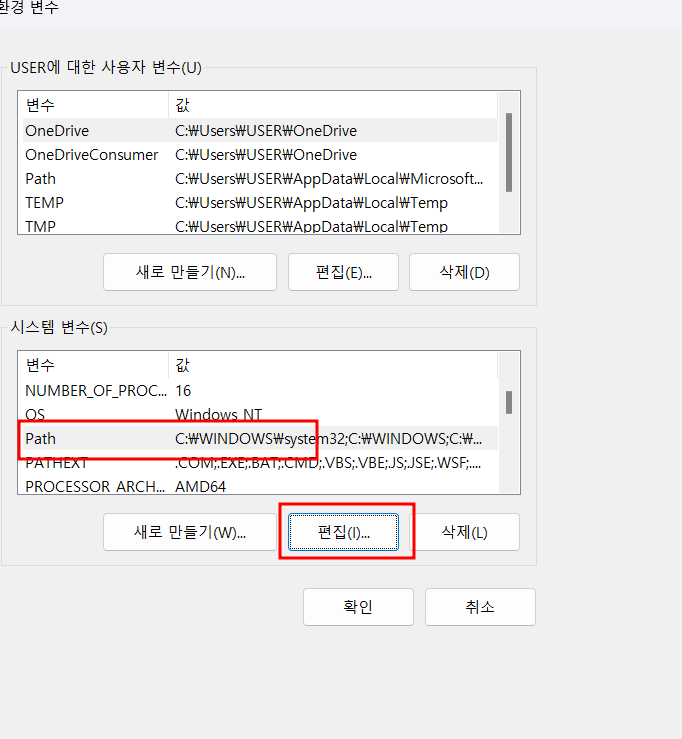 환경 변수
USER에 대한 사용자 변수(U)
변수 값
OneDrive C:₩Users₩USER₩OneDrive
OneDriveConsumer C:₩Users₩USER₩OneDrive
Path C:₩Users₩USER₩AppData₩Local₩Microsoft...
TEMP C:₩Users₩USER₩AppData₩Local₩Temp
TMP C:₩Users₩USER₩AppData₩Local₩Temp
새로 만들기(N)... 편집(E)... 삭제(D)
시스템 변수(S)
변수 값
NUMBER_OF_PROC... 16
OS Windows_NT
Path C:₩WINDOWS₩system32;C:₩WINDOWS;C:₩...
PATHEXT .COM;.EXE;.BAT;.CMD;.VBS;.VBE;.JS;.JSE;.WSF;....
PROCESSOR_ARCH... AMD64
새로 만들기(W)... 편집(I)... 삭제(L)
확인 취소